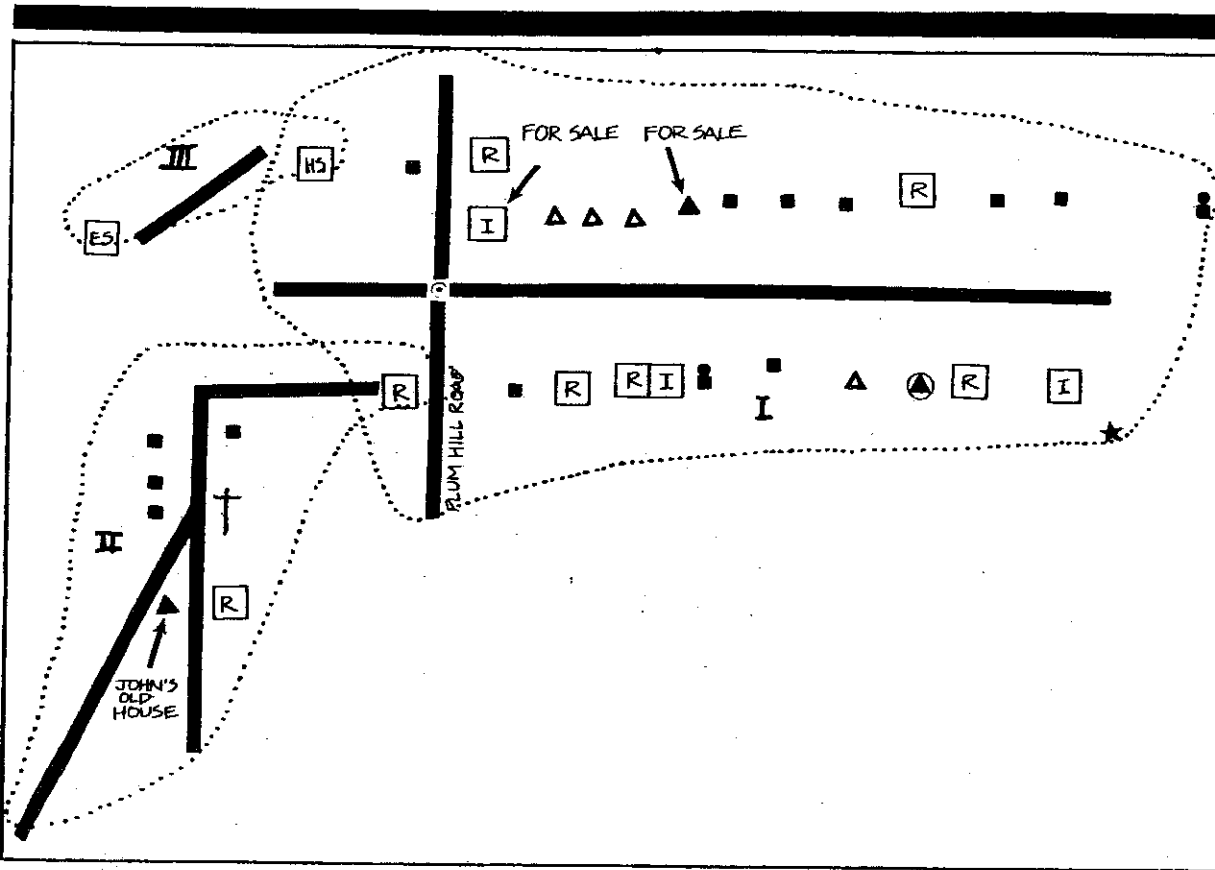 FOR SALE FOR SALE
III
HS
R
R
ES.
I
R
R
R I
R
I
I
PLUM HILL ROAD
II
R
JOHN'S
OLD
HOUSE